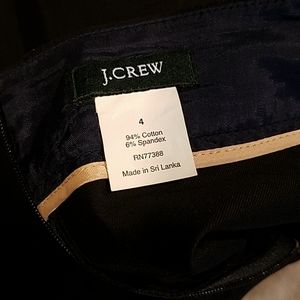 J.CREW
4
94% Cotton
6% Spandex
RN77388
Made in Sri Lanka